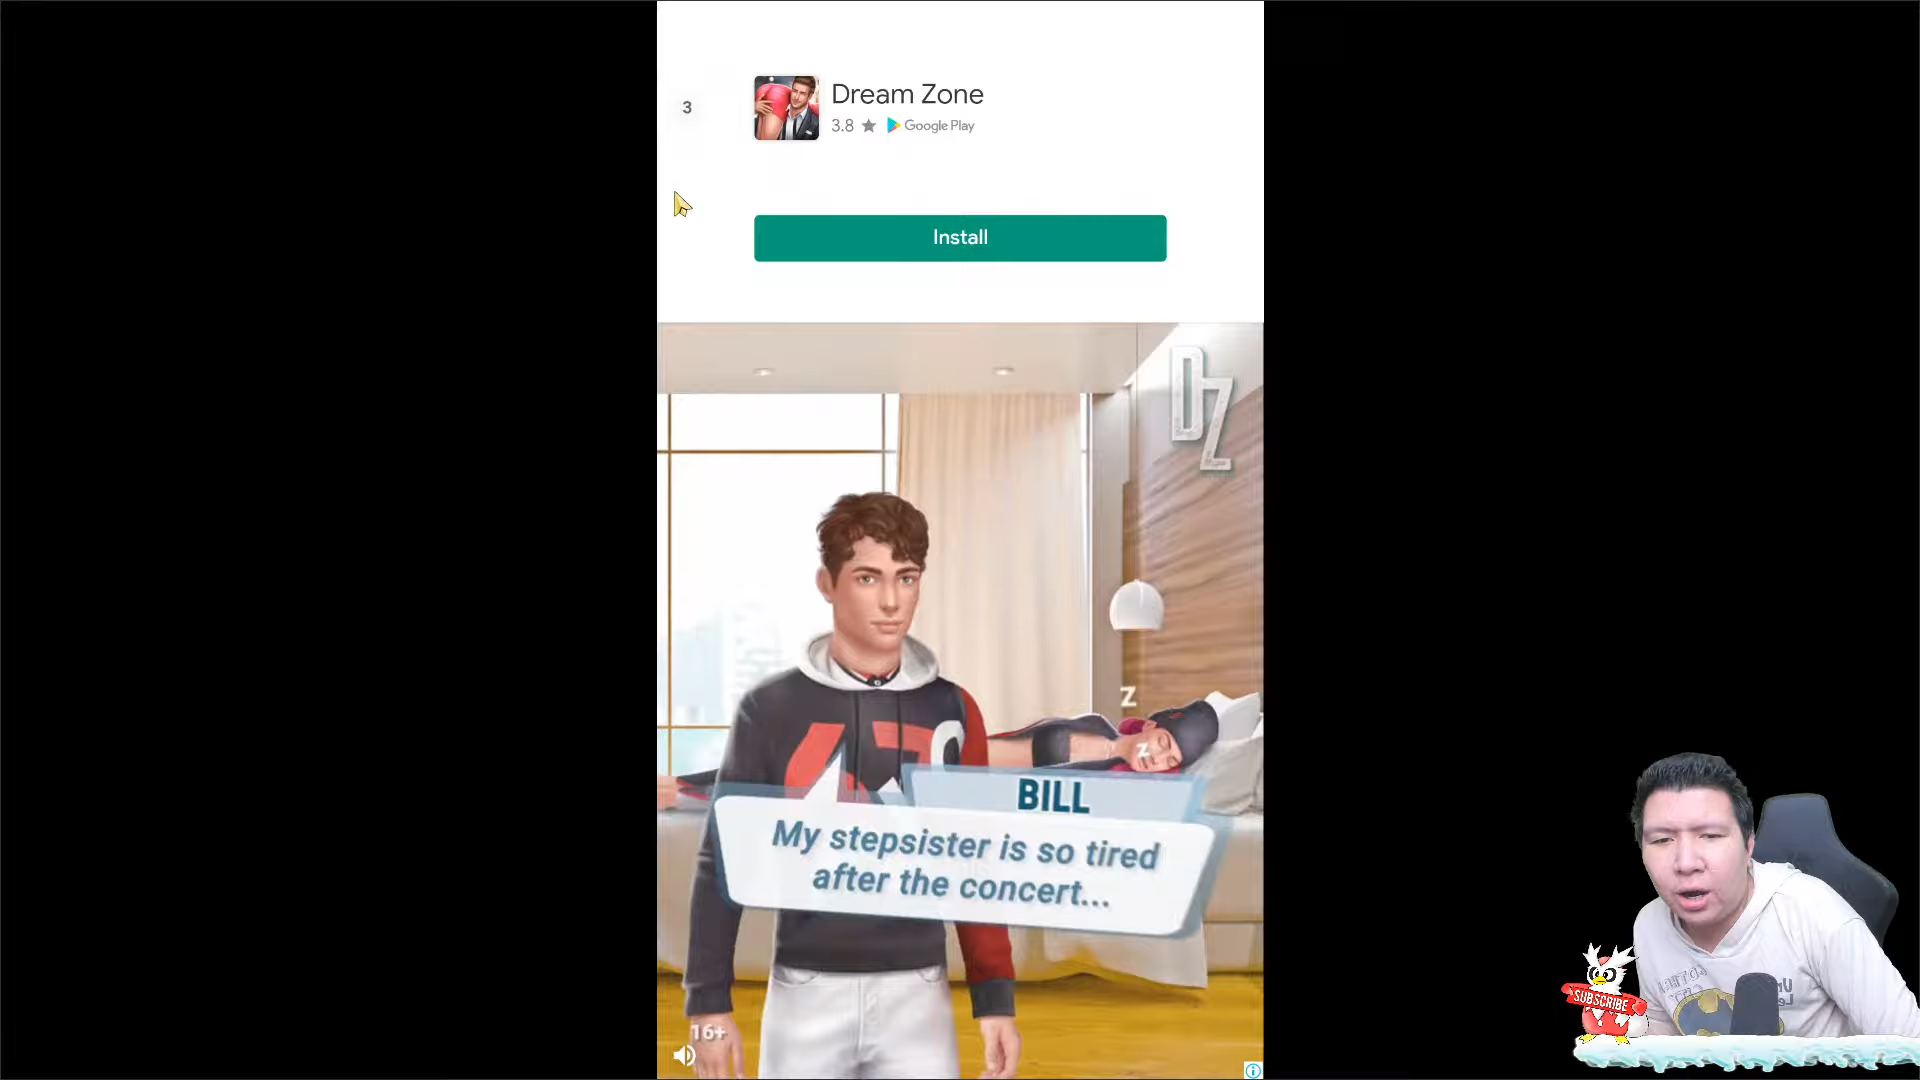 3
Dream Zone
3.8 ★ Google Play
Install
DZ
Z
Z
BILL
My stepsister is so tired
after the concert...
16+
SUBSCRIBE